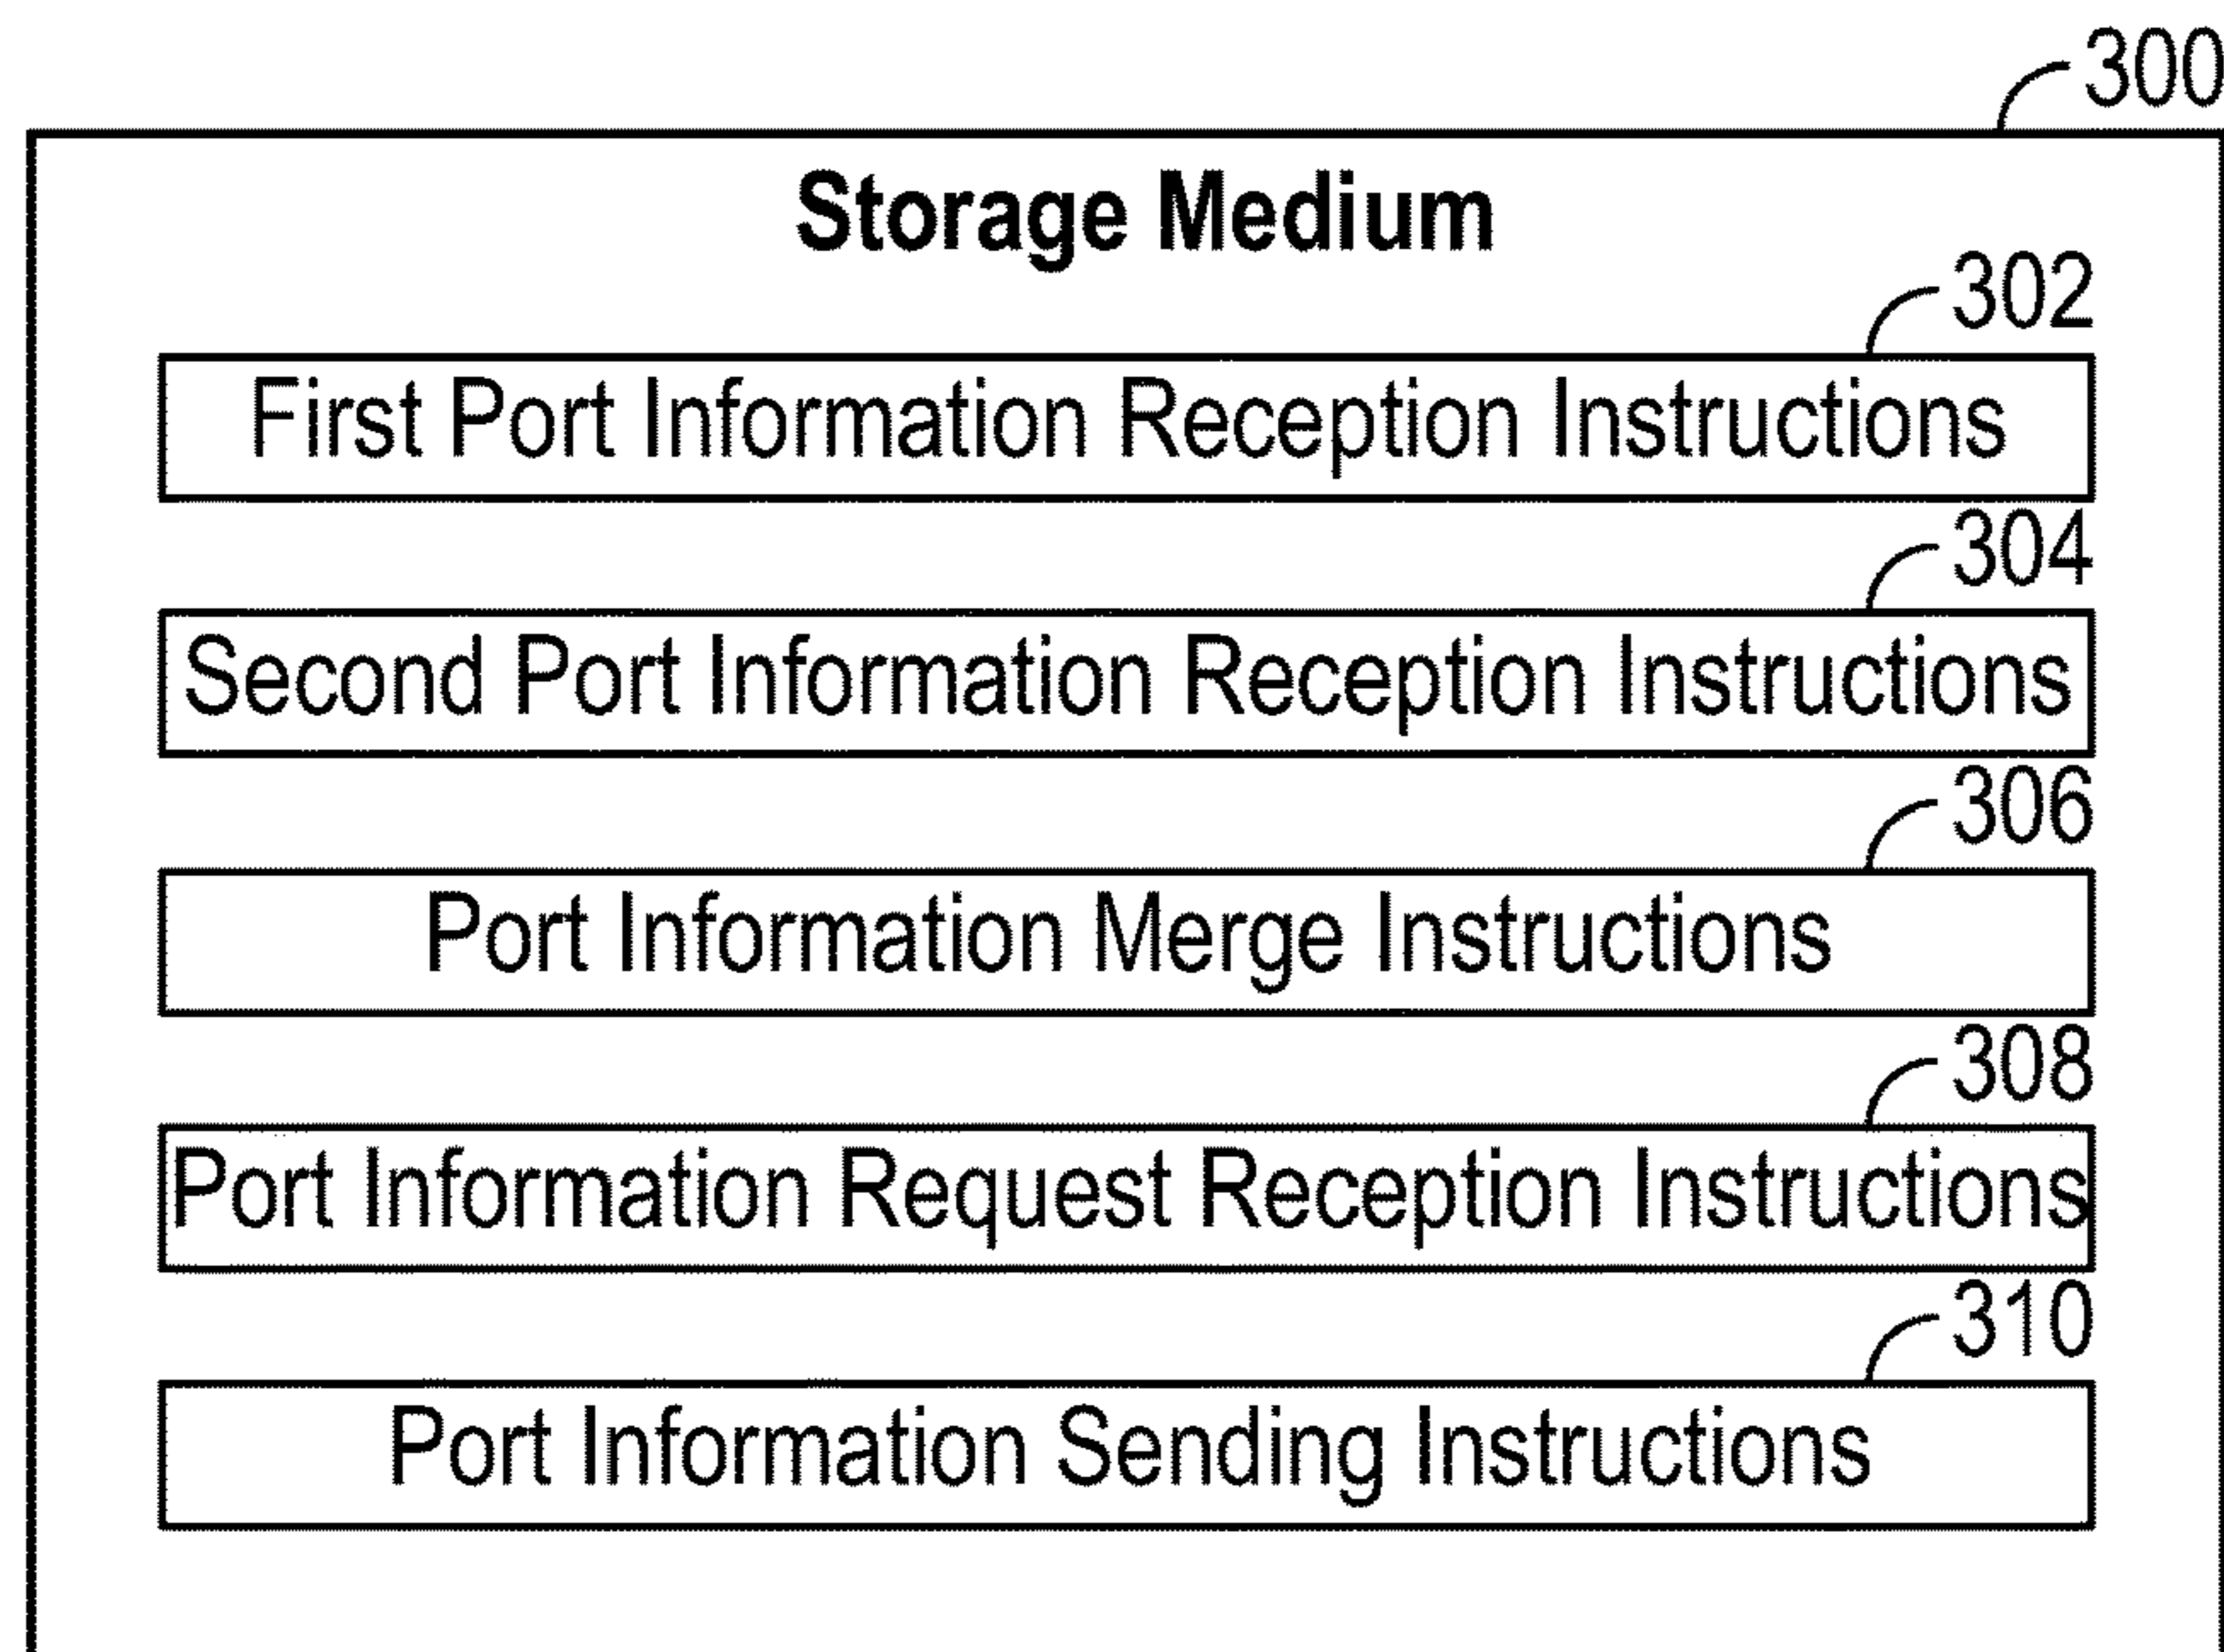 300
Storage Medium
302
First Port Information Reception Instructions
304
Second Port Information Reception Instructions
306
Port Information Merge Instructions
308
Port Information Request Reception Instructions
310
Port Information Sending Instructions